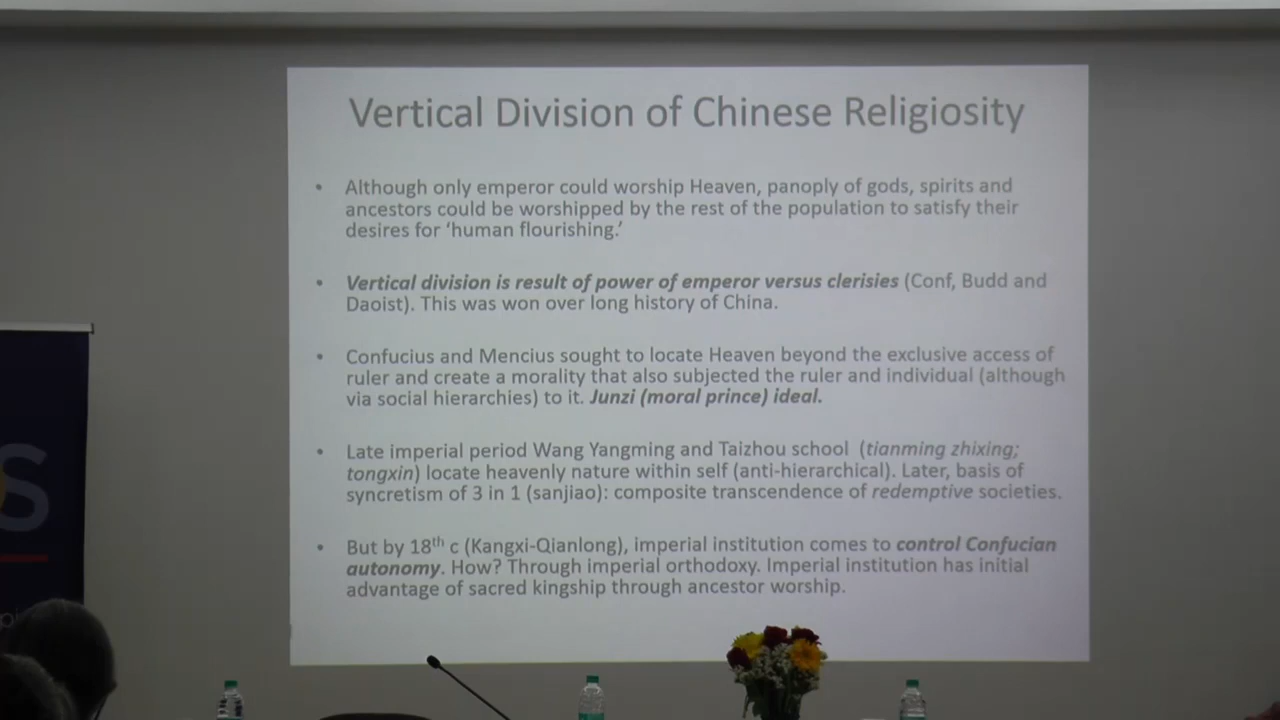 Vertical Division of Chinese Religiosity
• Although only emperor could worship Heaven, panoply of gods, spirits and
ancestors could be worshipped by the rest of the population to satisfy their
desires for ‘human flourishing.’
• Vertical division is result of power of emperor versus clerisies (Conf, Budd and
Daoist). This was won over long history of China.
• Confucius and Mencius sought to locate Heaven beyond the exclusive access of
ruler and create a morality that also subjected the ruler and individual (although
via social hierarchies) to it. Junzi (moral prince) ideal.
• Late imperial period Wang Yangming and Taizhou school (tianming zhixing;
tongxin) locate heavenly nature within self (anti-hierarchical). Later, basis of
syncretism of 3 in 1 (sanjiao): composite transcendence of redemptive societies.
• But by 18th c (Kangxi-Qianlong), imperial institution comes to control Confucian
autonomy. How? Through imperial orthodoxy. Imperial institution has initial
advantage of sacred kingship through ancestor worship.
S